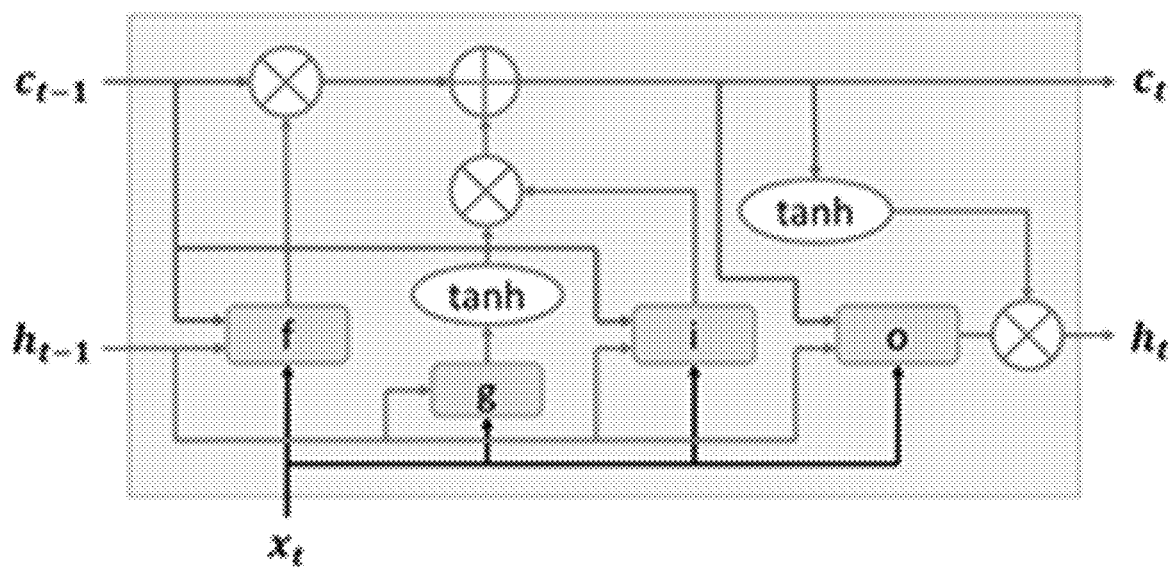 c_{t-1}
c_t
tanh
tanh
h_{t-1}
f
i
o
h_t
g
x_t